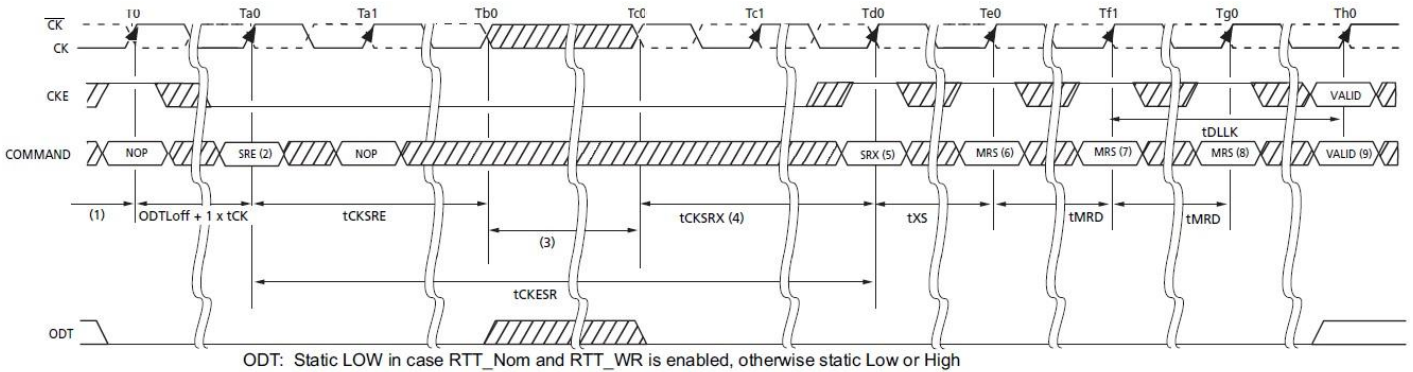 T0 Ta0 Ta1 Tb0 Tc0 Tc1 Td0 Te0 Tf1 Tg0 Th0
CK
CK
CKE VALID
tDLLK
COMMAND NOP SRE (2) NOP SRX (5) MRS (6) MRS (7) MRS (8) VALID (9)
(1) ODTLoff + 1 x tCK tCKSRE tCKSRX (4) tXS tMRD tMRD
(3)
tCKESR
ODT
ODT: Static LOW in case RTT_Nom and RTT_WR is enabled, otherwise static Low or High